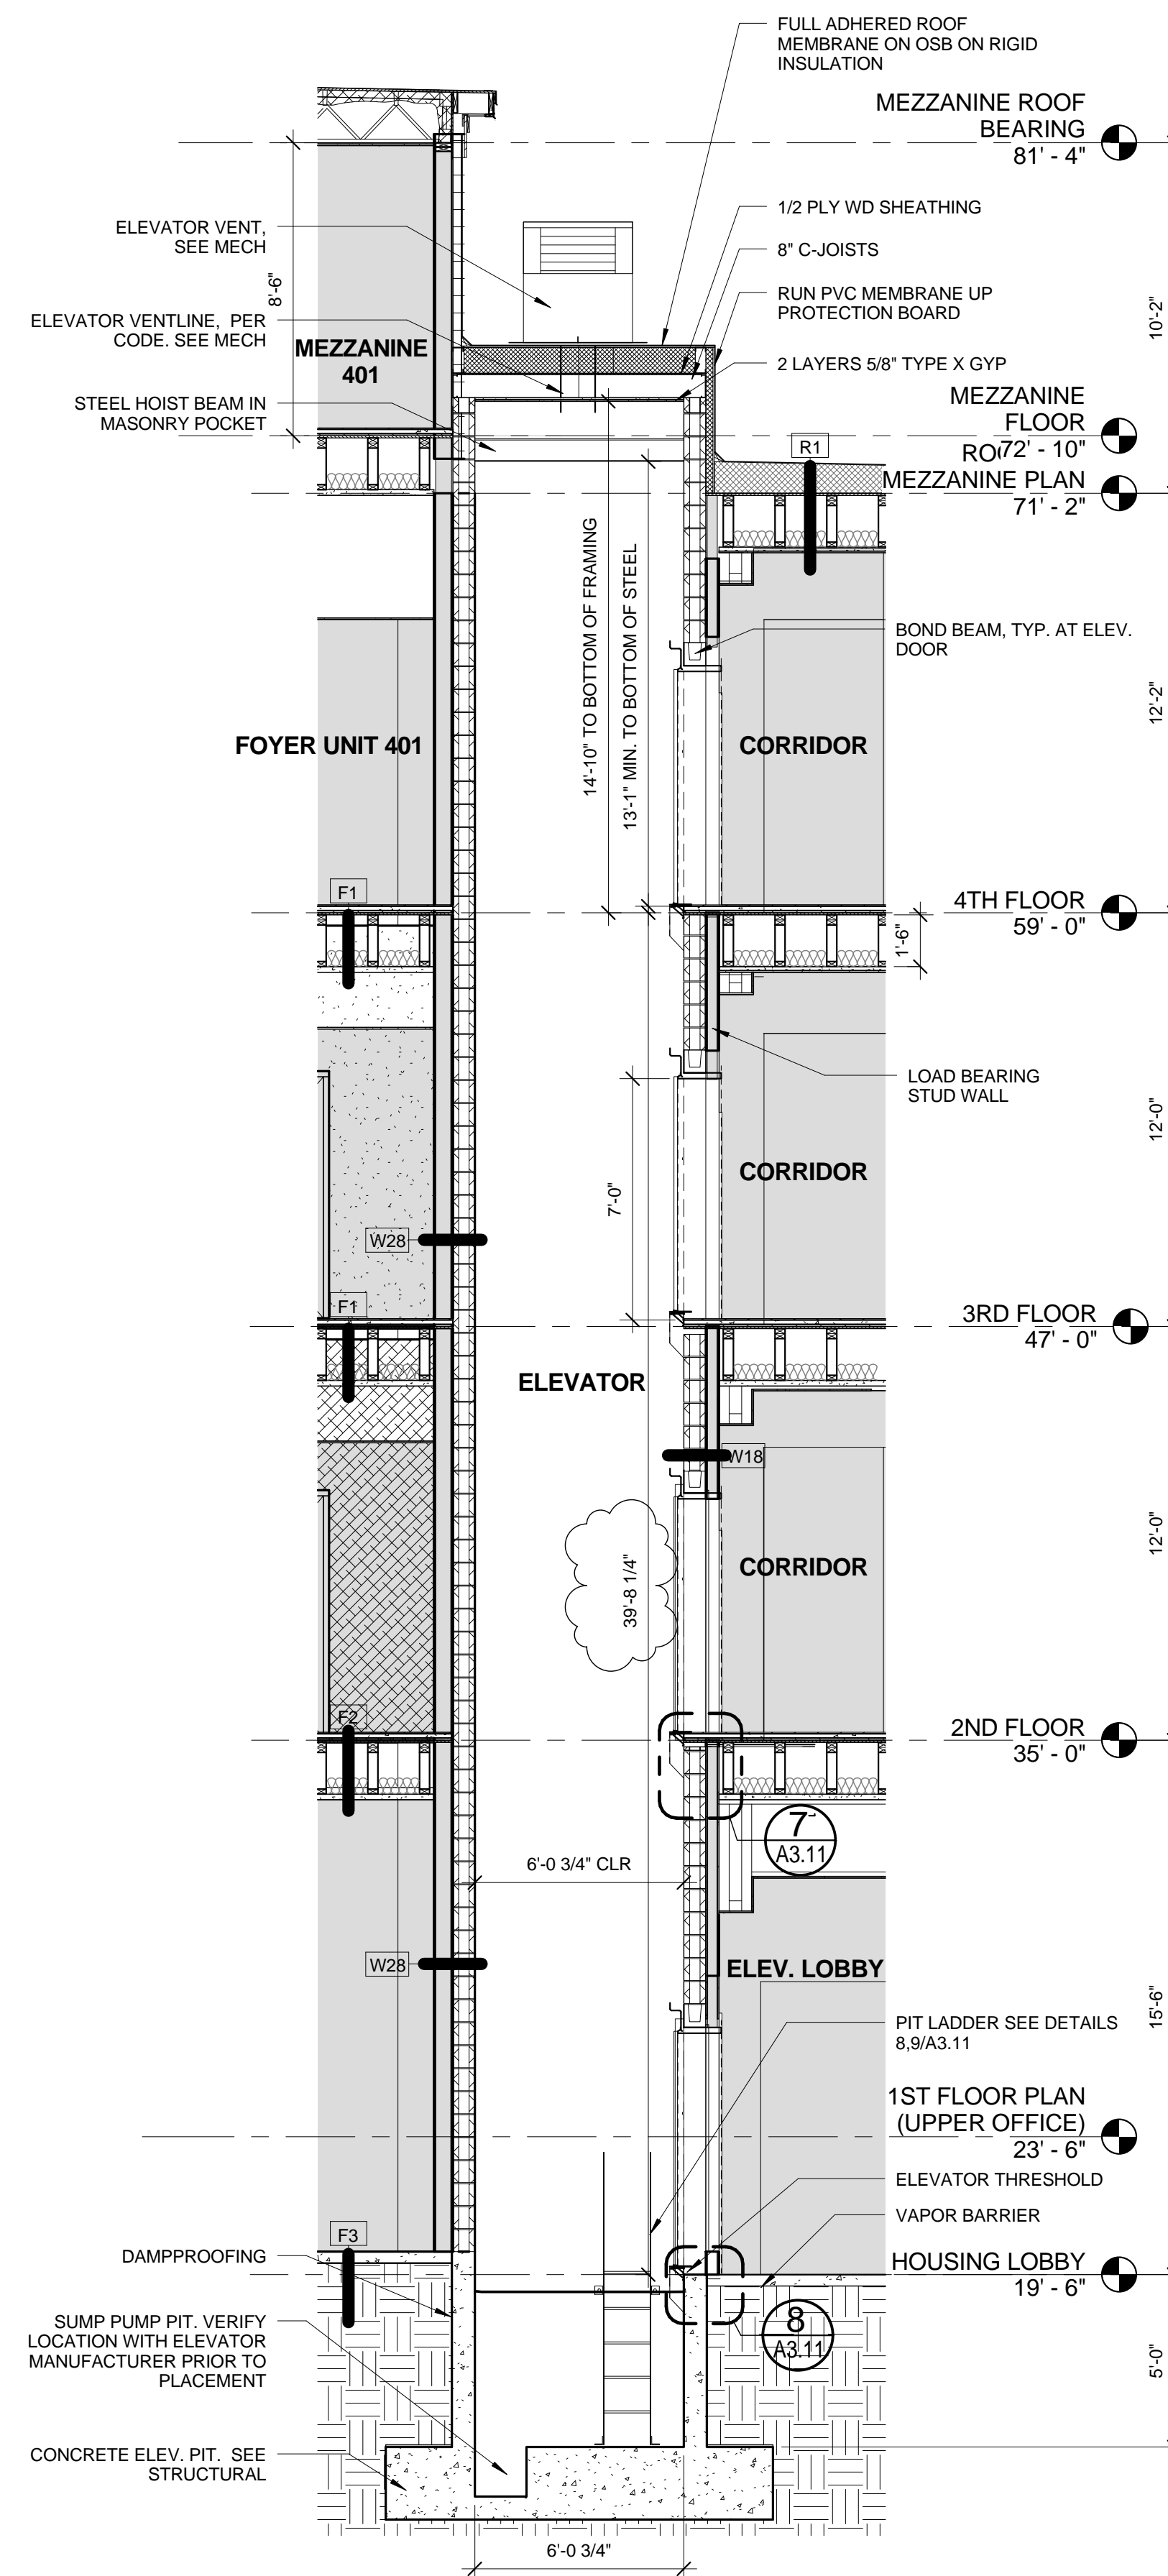 FULL ADHERED ROOF
MEMBRANE ON OSB ON RIGID
INSULATION
MEZZANINE ROOF
BEARING
81' - 4"
1/2 PLY WD SHEATHING
ELEVATOR VENT,
SEE MECH
8" C-JOISTS
8'-6"
RUN PVC MEMBRANE UP
PROTECTION BOARD
10'-2"
ELEVATOR VENTLINE, PER
CODE. SEE MECH
MEZZANINE
401
2 LAYERS 5/8" TYPE X GYP
STEEL HOIST BEAM IN
MASONRY POCKET
MEZZANINE
FLOOR
72' - 10"
R1
MEZZANINE PLAN
71' - 2"
14'-10" TO BOTTOM OF FRAMING
13'-1" MIN. TO BOTTOM OF STEEL
BOND BEAM, TYP. AT ELEV.
DOOR
12'-2"
FOYER UNIT 401
CORRIDOR
F1
4TH FLOOR
59' - 0"
1'-6"
LOAD BEARING
STUD WALL
12'-0"
CORRIDOR
7'-0"
W28
F1
3RD FLOOR
47' - 0"
ELEVATOR
W18
39'-8 1/4"
CORRIDOR
12'-0"
F2
2ND FLOOR
35' - 0"
7
A3.11
6'-0 3/4" CLR
W28
ELEV. LOBBY
15'-6"
PIT LADDER SEE DETAILS
8,9/A3.11
1ST FLOOR PLAN
(UPPER OFFICE)
23' - 6"
ELEVATOR THRESHOLD
VAPOR BARRIER
F3
DAMPPROOFING
HOUSING LOBBY
19' - 6"
SUMP PUMP PIT. VERIFY
LOCATION WITH ELEVATOR
MANUFACTURER PRIOR TO
PLACEMENT
8
A3.11
5'-0"
CONCRETE ELEV. PIT. SEE
STRUCTURAL
6'-0 3/4"